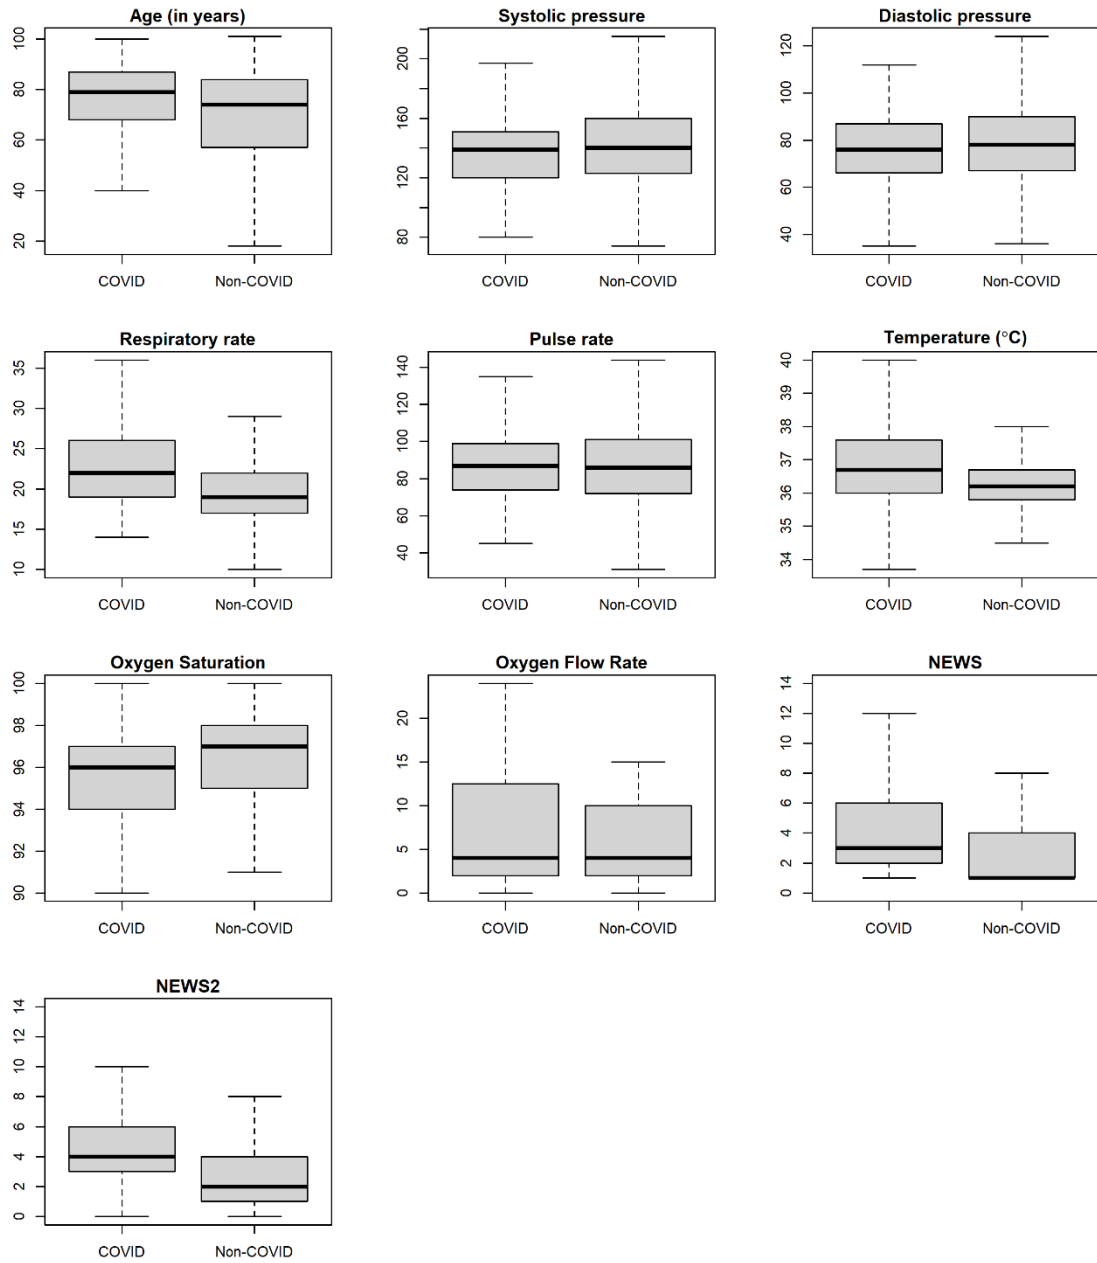 Age (in years)
100
80
60
40
20
COVID
Non-COVID
Systolic pressure
200
160
120
80
COVID
Non-COVID
Diastolic pressure
120
100
80
60
40
COVID
Non-COVID
Respiratory rate
35
30
25
20
15
10
COVID
Non-COVID
Pulse rate
140
120
100
80
60
40
COVID
Non-COVID
Temperature (°C)
40
39
38
37
36
35
34
COVID
Non-COVID
Oxygen Saturation
100
98
96
94
92
90
COVID
Non-COVID
Oxygen Flow Rate
20
15
10
5
0
COVID
Non-COVID
NEWS
14
12
10
8
6
4
2
0
COVID
Non-COVID
NEWS2
14
12
10
8
6
4
2
0
COVID
Non-COVID